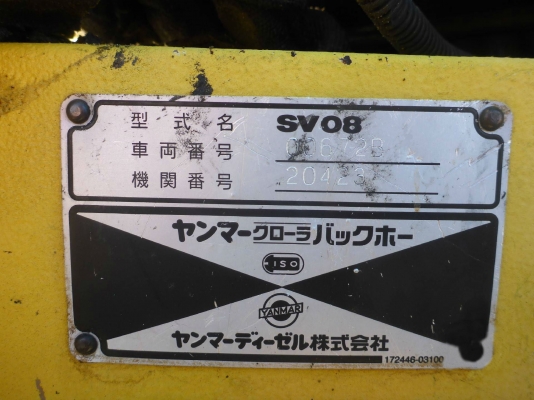 型式名 SV08
車両番号
機関番号 20423
ヤンマークローラバックホー
ISO
YANMAR
ヤンマーディーゼル株式会社
172446-03100